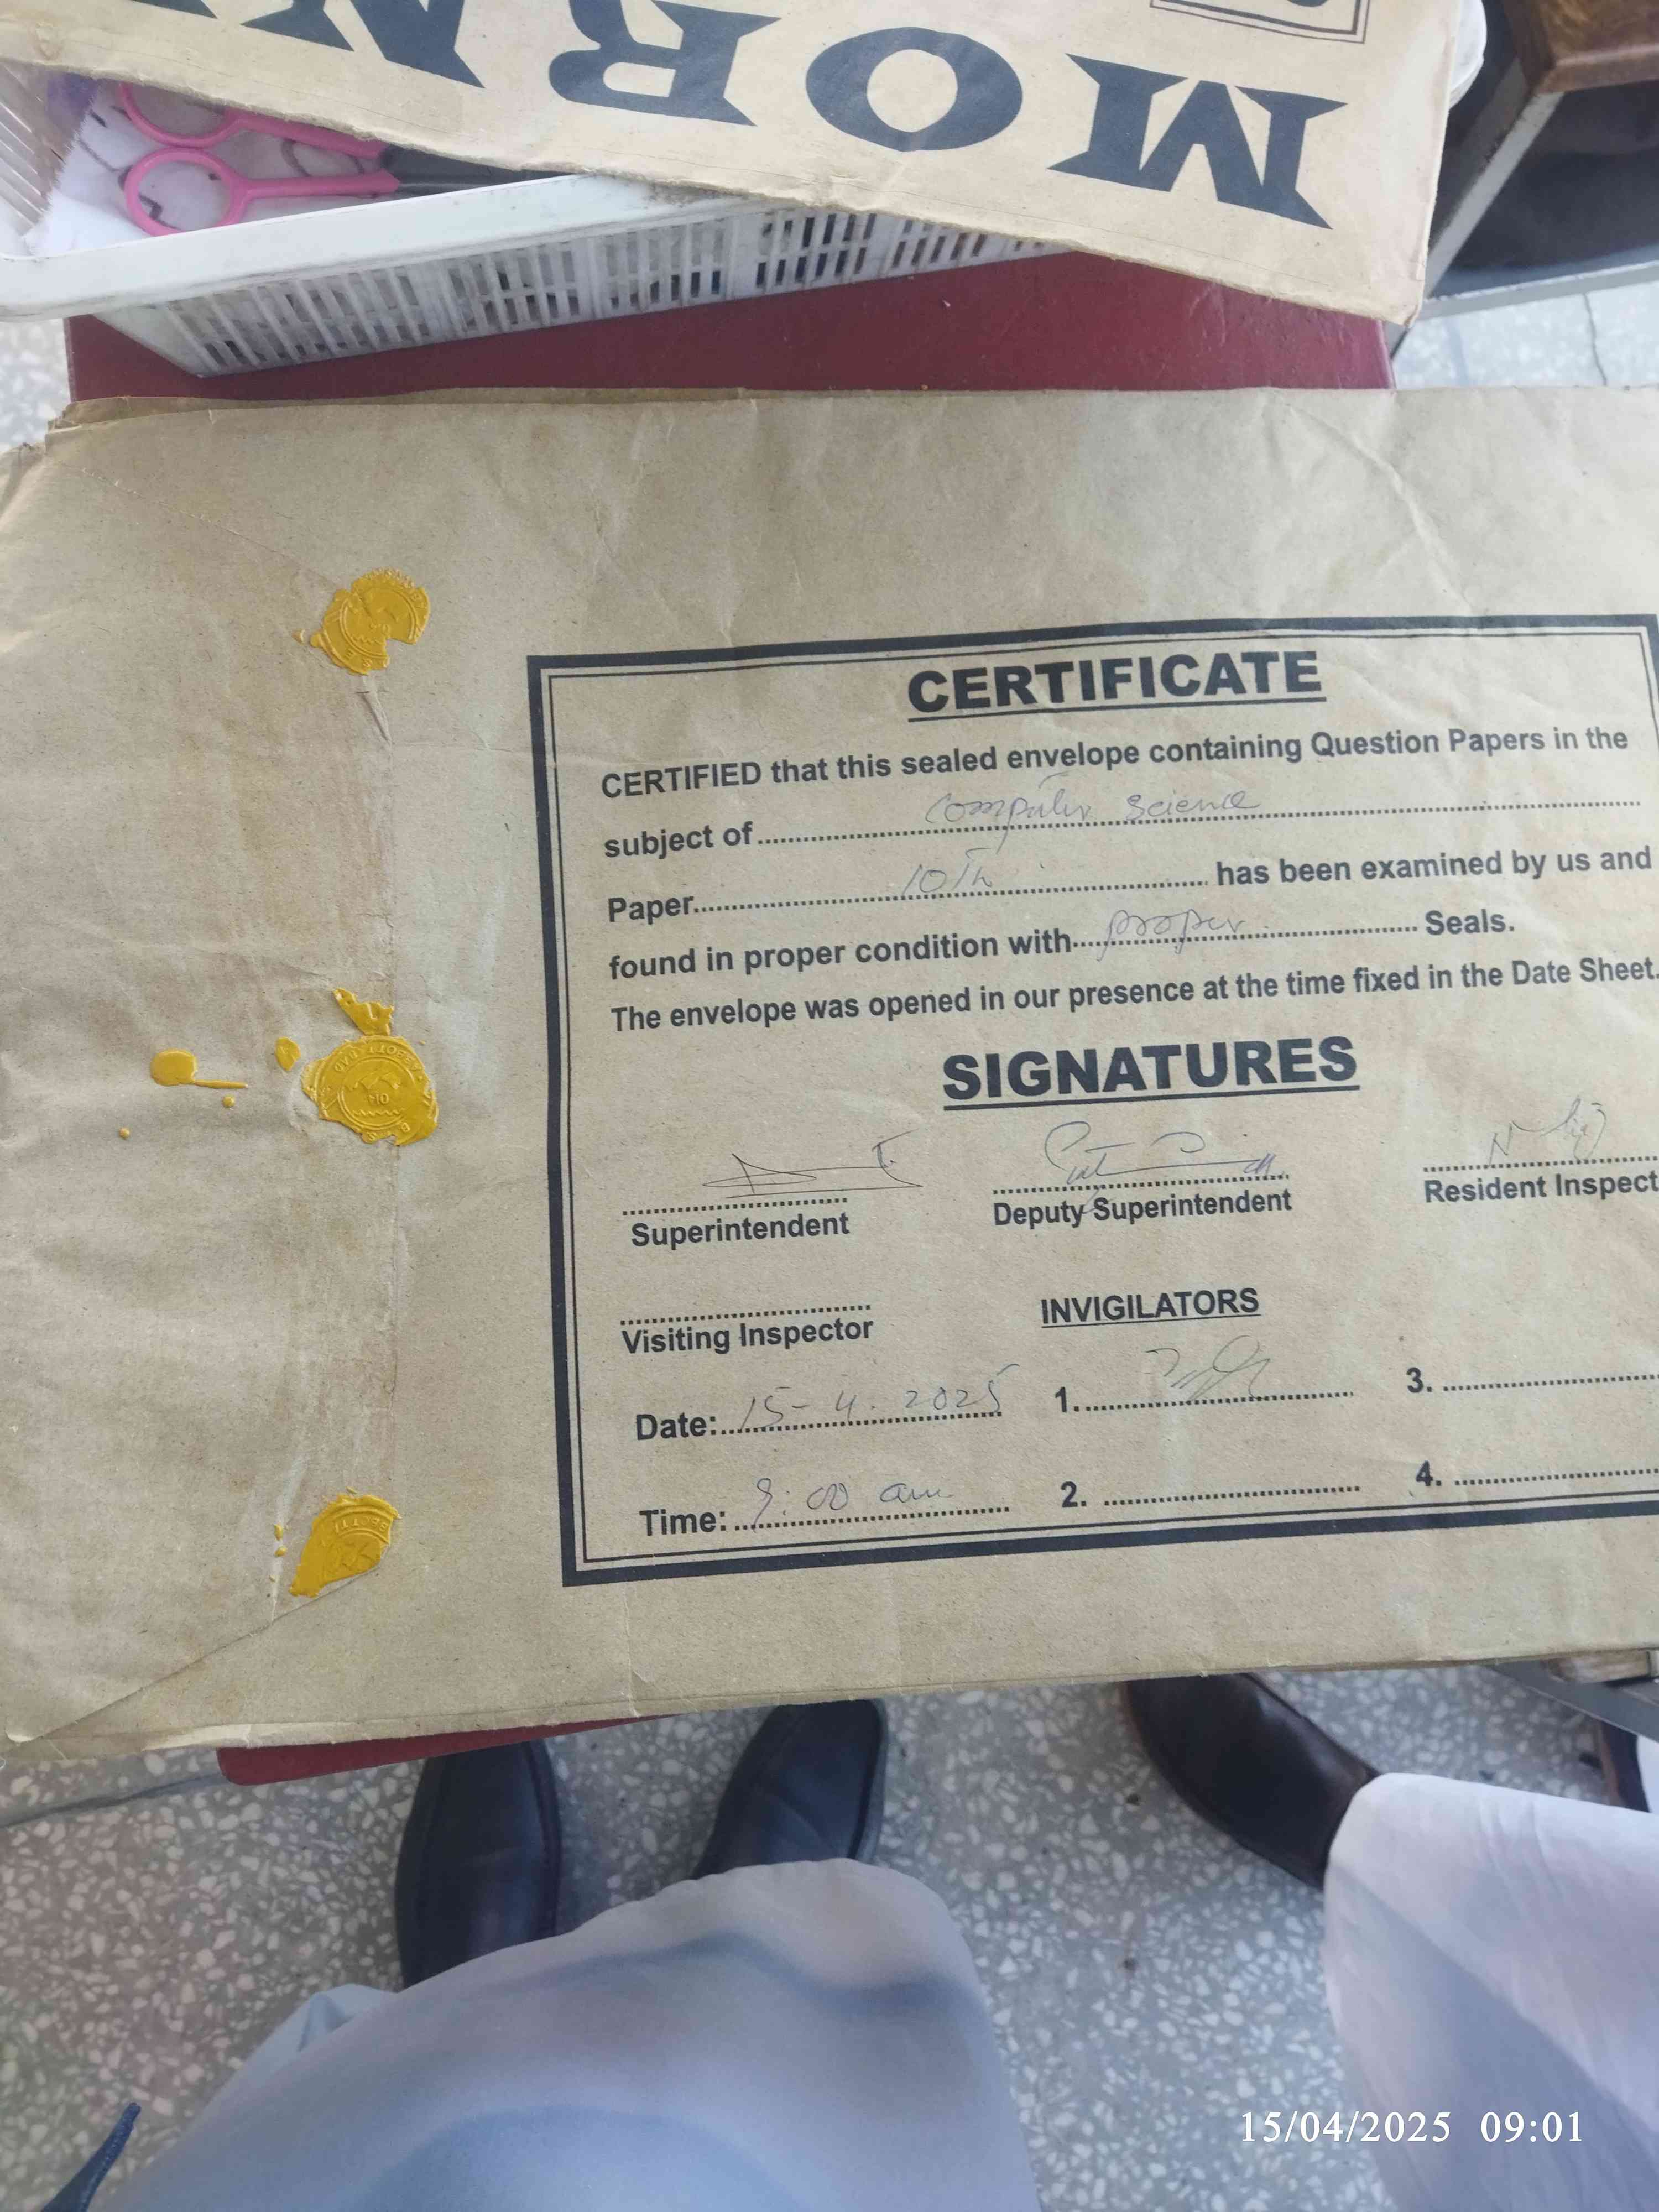 MORN
CERTIFICATE
CERTIFIED that this sealed envelope containing Question Papers in the
subject of Computer Science
Paper 10Th has been examined by us and
found in proper condition with proper Seals.
The envelope was opened in our presence at the time fixed in the Date Sheet.
SIGNATURES
Superintendent Deputy Superintendent Resident Inspect
Visiting Inspector INVIGILATORS
Date: 15-4.2025 1. 3.
Time: 9:00 am 2. 4.
15/04/2025 09:01